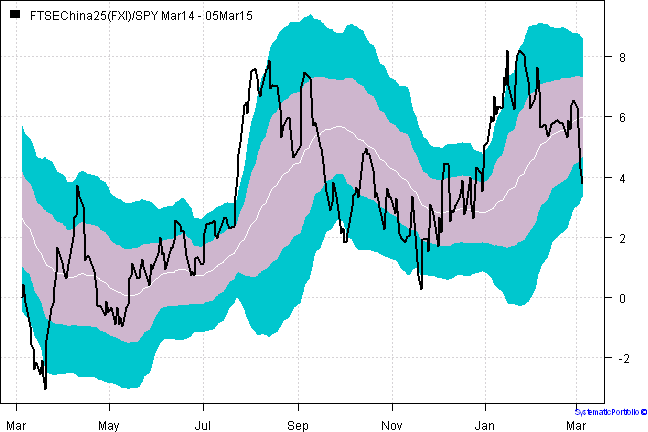 FTSEChina25(FXI)/SPY Mar14 - 05Mar15
8
6
4
2
0
-2
Mar May Jul Sep Nov Jan Mar
SystematicPortfolio ©